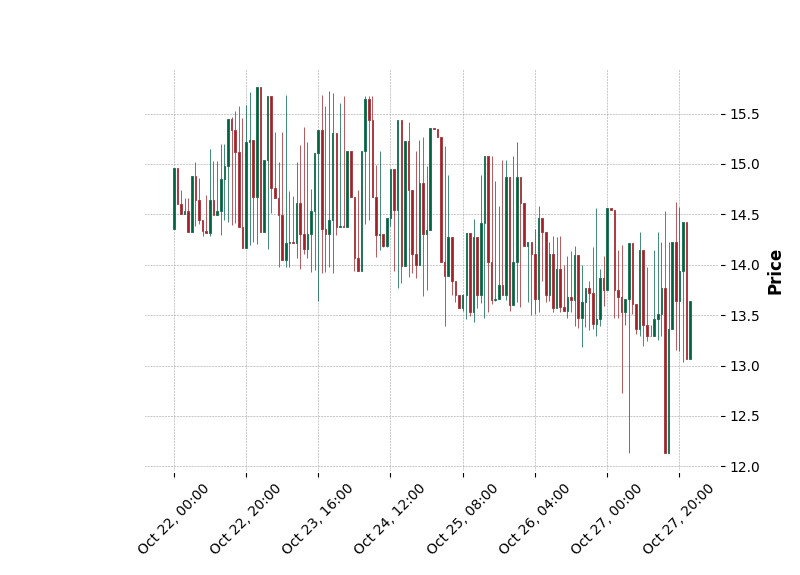 15.5
15.0
14.5
14.0
13.5
13.0
12.5
12.0
Price
Oct 22, 00:00
Oct 22, 20:00
Oct 23, 16:00
Oct 24, 12:00
Oct 25, 08:00
Oct 26, 04:00
Oct 27, 00:00
Oct 27, 20:00